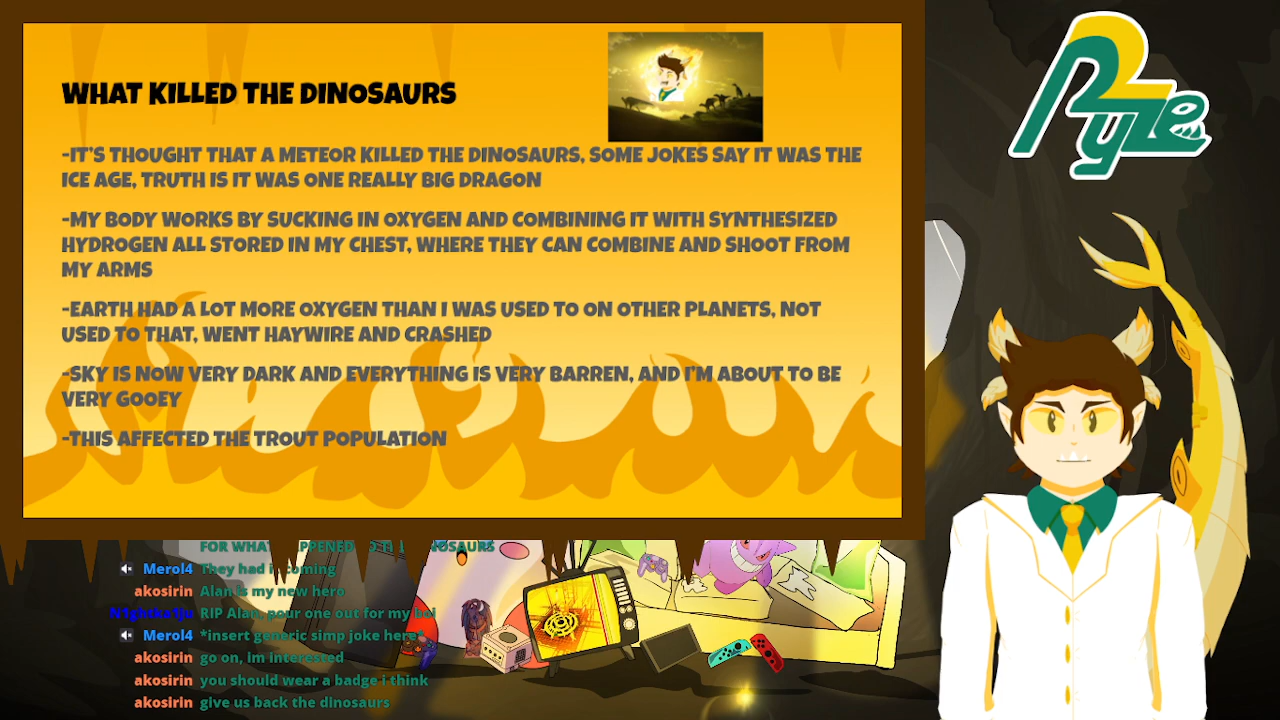 WHAT KILLED THE DINOSAURS
-IT'S THOUGHT THAT A METEOR KILLED THE DINOSAURS, SOME JOKES SAY IT WAS THE
ICE AGE, TRUTH IS IT WAS ONE REALLY BIG DRAGON
-MY BODY WORKS BY SUCKING IN OXYGEN AND COMBINING IT WITH SYNTHESIZED
HYDROGEN ALL STORED IN MY CHEST, WHERE THEY CAN COMBINE AND SHOOT FROM
MY ARMS
-EARTH HAD A LOT MORE OXYGEN THAN I WAS USED TO ON OTHER PLANETS, NOT
USED TO THAT, WENT HAYWIRE AND CRASHED
-SKY IS NOW VERY DARK AND EVERYTHING IS VERY BARREN, AND I'M ABOUT TO BE
VERY GOOEY
-THIS AFFECTED THE TROUT POPULATION
Ryze
FOR
Merol4 They had coming
akosirin Alan is my new hero
N1ghtka1ju RIP Alan, pour one out for my boi
Merol4 *insert generic simp joke here*
akosirin go on, im interested
akosirin you should wear a badge i think
akosirin give us back the dinosaurs